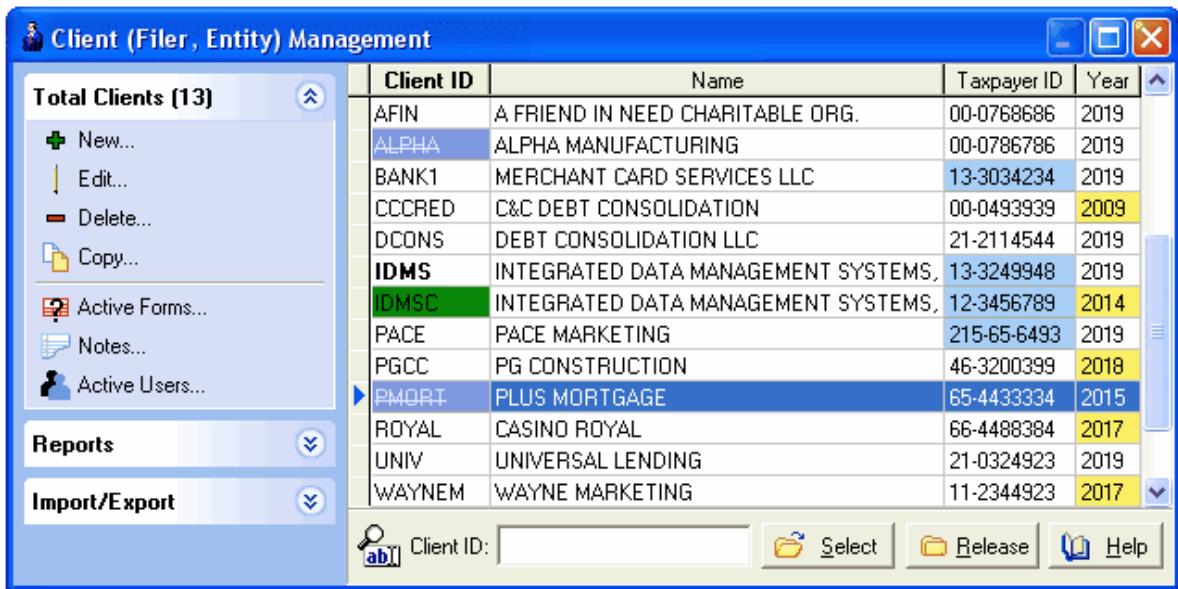 Client (Filer, Entity) Management
Total Clients (13)
New...
Edit...
Delete...
Copy...
Active Forms...
Notes...
Active Users...
Reports
Import/Export
Client ID Name Taxpayer ID Year
AFIN A FRIEND IN NEED CHARITABLE ORG. 00-0768686 2019
ALPHA ALPHA MANUFACTURING 00-0786786 2019
BANK1 MERCHANT CARD SERVICES LLC 13-3034234 2019
CCCRED C&C DEBT CONSOLIDATION 00-0493939 2009
DCONS DEBT CONSOLIDATION LLC 21-2114544 2019
IDMS INTEGRATED DATA MANAGEMENT SYSTEMS, 13-3249948 2019
IDMSC INTEGRATED DATA MANAGEMENT SYSTEMS, 12-3456789 2014
PACE PACE MARKETING 215-65-6493 2019
PGCC PG CONSTRUCTION 46-3200399 2018
PMORT PLUS MORTGAGE 65-4433334 2015
ROYAL CASINO ROYAL 66-4488384 2017
UNIV UNIVERSAL LENDING 21-0324923 2019
WAYNEM WAYNE MARKETING 11-2344923 2017
ab Client ID: Select Release Help